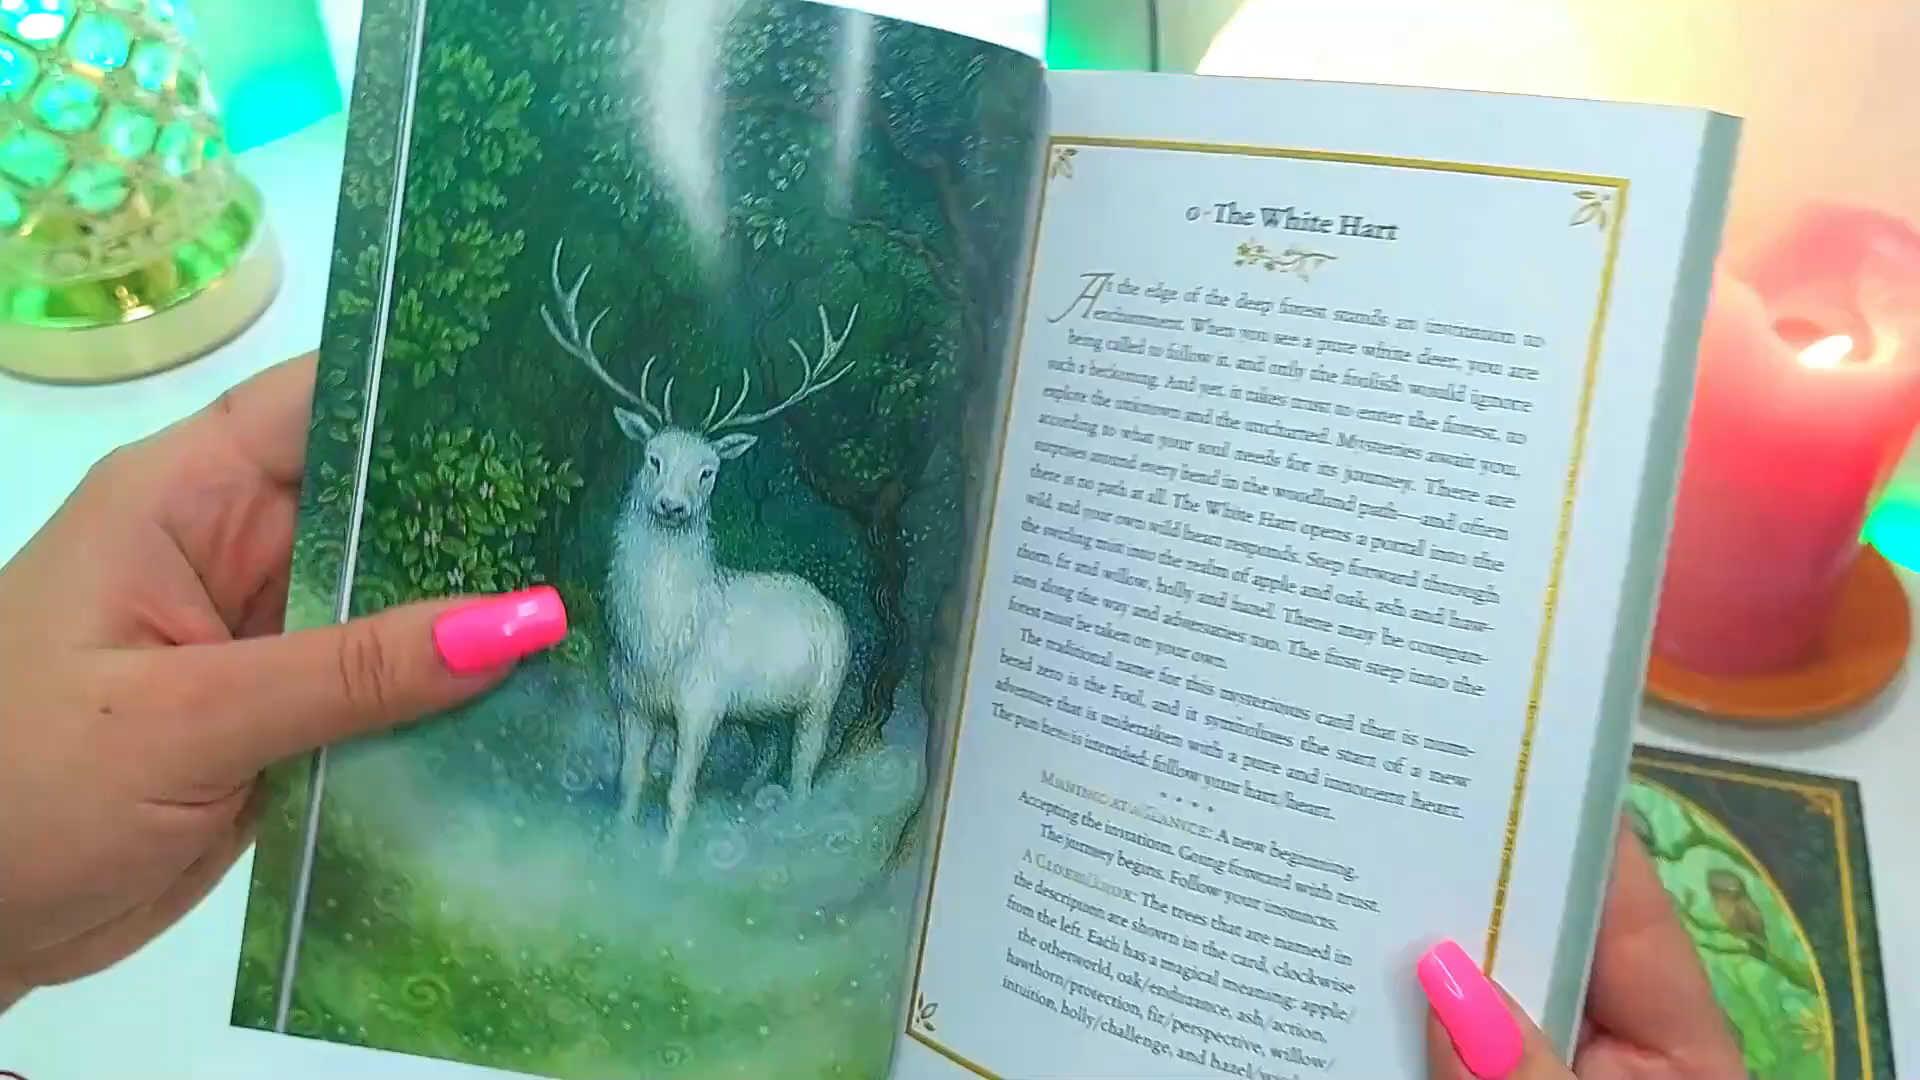 0 - The White Hart
At the edge of the deep forest stands an invitation to
enchantment. When you see a pure white deer, you are
being called to follow it, and only the foolish would ignore
such a beckoning. And yet, it takes trust to enter the forest, to
explore the unknown and the uncharted. Mysteries await you,
according to what your soul needs for its journey. There are
surprises around every bend in the woodland path—and often
there is no path at all. The White Hart opens a portal into the
wild, and your own wild heart responds. Step forward through
the swirling mist into the realm of apple and oak, ash and haw-
thorn, fir and willow, holly and hazel. There may be compan-
ions along the way and adversaries too. The first step into the
forest must be taken on your own.
The traditional name for this mysterious card that is num-
bered zero is the Fool, and it symbolises the start of a new
adventure that is undertaken with a pure and innocent heart.
The pun here is intended: follow your hart/heart.
MEANING AT A GLANCE: A new beginning.
Accepting the invitation. Going forward with trust.
The journey begins. Follow your instincts.
A CLOSER LOOK: The trees that are named in
the description are shown in the card, clockwise
from the left. Each has a magical meaning: apple/
the otherworld, oak/endurance, ash/action,
hawthorn/protection, fir/perspective, willow/
intuition, holly/challenge, and hazel/